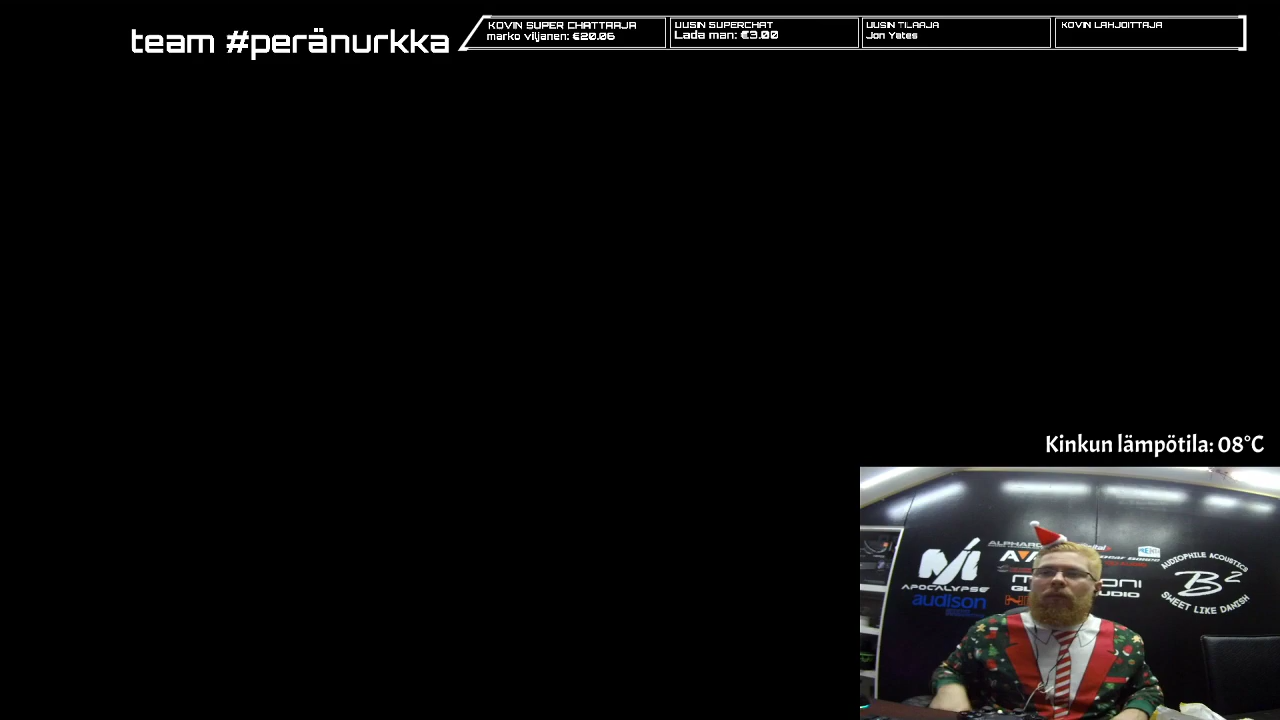 team #peränurkka
KOVIN SUPER CHATTAAJA
marko viljanen: €20.06
UUSIN SUPERCHAT
Lada man: €3.00
UUSIN TILAAJA
Jon Yates
KOVIN LAHJOITTAJA
Kinkun lämpötila: 08°C
APOCALYPSE
audison
AUDIOPHILE ACOUSTICS
B²
SWEET LIKE DANISH